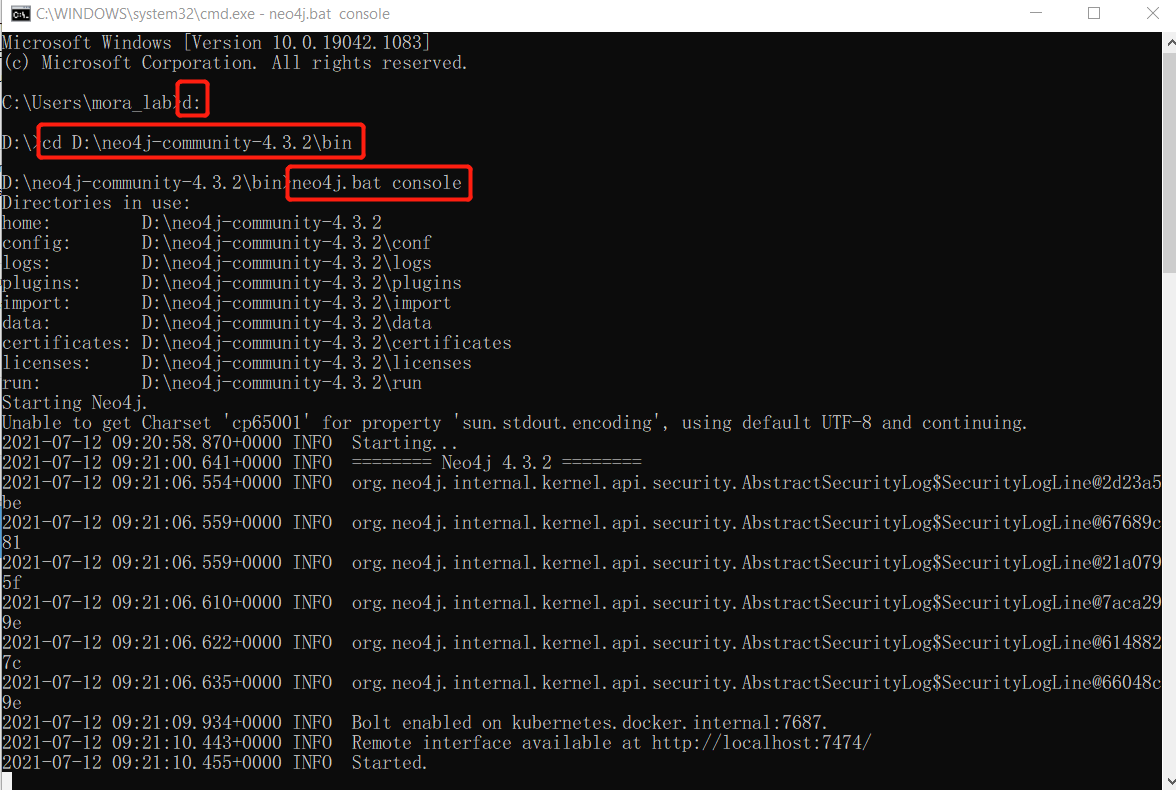 C:\WINDOWS\system32\cmd.exe - neo4j.bat  console
Microsoft Windows [Version 10.0.19042.1083]
(c) Microsoft Corporation. All rights reserved.
C:\Users\mora_lab>d:
D:\>cd D:\neo4j-community-4.3.2\bin
D:\neo4j-community-4.3.2\bin>neo4j.bat console
Directories in use:
home:         D:\neo4j-community-4.3.2
config:       D:\neo4j-community-4.3.2\conf
logs:         D:\neo4j-community-4.3.2\logs
plugins:      D:\neo4j-community-4.3.2\plugins
import:       D:\neo4j-community-4.3.2\import
data:         D:\neo4j-community-4.3.2\data
certificates: D:\neo4j-community-4.3.2\certificates
licenses:     D:\neo4j-community-4.3.2\licenses
run:          D:\neo4j-community-4.3.2\run
Starting Neo4j.
Unable to get Charset 'cp65001' for property 'sun.stdout.encoding', using default UTF-8 and continuing.
2021-07-12 09:20:58.870+0000 INFO  Starting...
2021-07-12 09:21:00.641+0000 INFO  ======== Neo4j 4.3.2 ========
2021-07-12 09:21:06.554+0000 INFO  org.neo4j.internal.kernel.api.security.AbstractSecurityLog$SecurityLogLine@2d23a5
be
2021-07-12 09:21:06.559+0000 INFO  org.neo4j.internal.kernel.api.security.AbstractSecurityLog$SecurityLogLine@67689c
81
2021-07-12 09:21:06.559+0000 INFO  org.neo4j.internal.kernel.api.security.AbstractSecurityLog$SecurityLogLine@21a079
5f
2021-07-12 09:21:06.610+0000 INFO  org.neo4j.internal.kernel.api.security.AbstractSecurityLog$SecurityLogLine@7aca29
9e
2021-07-12 09:21:06.622+0000 INFO  org.neo4j.internal.kernel.api.security.AbstractSecurityLog$SecurityLogLine@614882
7c
2021-07-12 09:21:06.635+0000 INFO  org.neo4j.internal.kernel.api.security.AbstractSecurityLog$SecurityLogLine@66048c
9e
2021-07-12 09:21:09.934+0000 INFO  Bolt enabled on kubernetes.docker.internal:7687.
2021-07-12 09:21:10.443+0000 INFO  Remote interface available at http://localhost:7474/
2021-07-12 09:21:10.455+0000 INFO  Started.